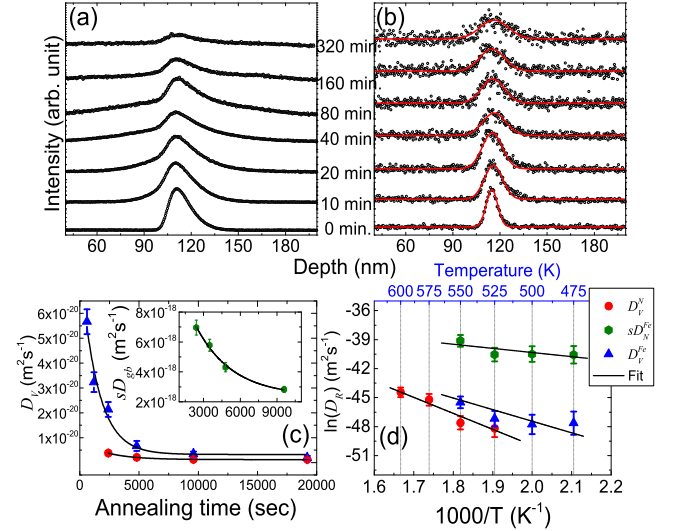 (a)
(b)
Intensity (arb. unit)
320 min.
160 min.
80 min.
40 min.
20 min.
10 min.
0 min.
60 90 120 150 180
60 90 120 150 180
Depth (nm)
Temperature (K)
600 575 550 525 500 475
D_V^N
sD_N^Fe
D_V^Fe
Fit
6x10^-20
5x10^-20
4x10^-20
3x10^-20
2x10^-20
1x10^-20
D_V (m²s⁻¹)
8x10^-18
6x10^-18
4x10^-18
2x10^-18
sD_gb (m²s⁻¹)
3000 6000 9000
(c)
0 5000 10000 15000 20000
Annealing time (sec)
-36
-39
-42
-45
-48
-51
ln(D_R) (m²s⁻¹)
(d)
1.6 1.7 1.8 1.9 2.0 2.1 2.2
1000/T (K⁻¹)